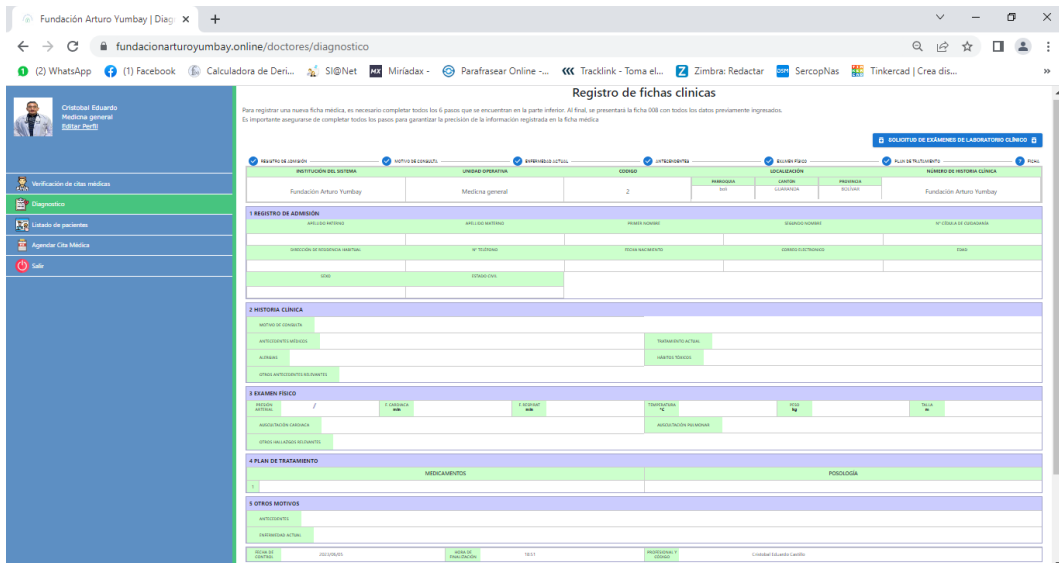 Fundación Arturo Yumbay | Diag
fundacionarturoyumbay.online/doctores/diagnostico
(2) WhatsApp (1) Facebook Calculadora de Deri... SI@Net Miríadax - Parafrasear Online -... Tracklink - Toma el... Zimbra: Redactar SercopNas Tinkercad | Crea dis...
Registro de fichas clinicas
Cristobal Eduardo
Medicina general
Editar Perfil
Para registrar una nueva ficha médica, es necesario completar todos los 6 pasos que se encuentran en la parte inferior. Al final, se presentará la ficha 008 con todos los datos previamente ingresados.
Es importante asegurarse de completar todos los pasos para garantizar la precisión de la información registrada en la ficha médica
SOLICITUD DE EXÁMENES DE LABORATORIO CLÍNICO
REGISTRO DE ADMISIÓN MOTIVO DE CONSULTA ENFERMEDAD ACTUAL ANTECEDENTES EXAMEN FÍSICO PLAN DE TRATAMIENTO 7 FICHA
INSTITUCIÓN DEL SISTEMA UNIDAD OPERATIVA CODIGO LOCALIZACIÓN NÚMERO DE HISTORIA CLÍNICA
PARROQUIA CANTÓN PROVINCIA
Fundación Arturo Yumbay Medicina general 2 GUARANDA BOLIVAR Fundación Arturo Yumbay
Verificación de citas médicas
Diagnostico
Listado de pacientes
Agendar Cita Médica
Salir
1 REGISTRO DE ADMISIÓN
APELLIDO PATERNO APELLIDO MATERNO PRIMER NOMBRE SEGUNDO NOMBRE N° CÉDULA DE CIUDADANÍA
DIRECCIÓN DE RESIDENCIA HABITUAL N° TELÉFONO FECHA NACIMIENTO CORREO ELECTRONICO EDAD
SEXO ESTADO CIVIL
2 HISTORIA CLÍNICA
MOTIVO DE CONSULTA
ANTECEDENTES MÉDICOS TRATAMIENTO ACTUAL
ALERGIAS HÁBITOS TÓXICOS
OTROS ANTECEDENTES RELEVANTES
3 EXAMEN FÍSICO
PRESIÓN ARTERIAL / F. CARDIACA min F. RESPIRAT min TEMPERATURA °C PESO kg TALLA m
AUSCULTACIÓN CARDIACA AUSCULTACIÓN PULMONAR
OTROS HALLAZGOS RELEVANTES
4 PLAN DE TRATAMIENTO
MEDICAMENTOS POSOLOGÍA
1
5 OTROS MOTIVOS
ANTECEDENTES
ENFERMEDAD ACTUAL
FECHA DE CONTROL 2023/08/05 HORA DE FINALIZACIÓN 18:51 PROFESIONAL Y CÓDIGO Cristobal Eduardo Castillo